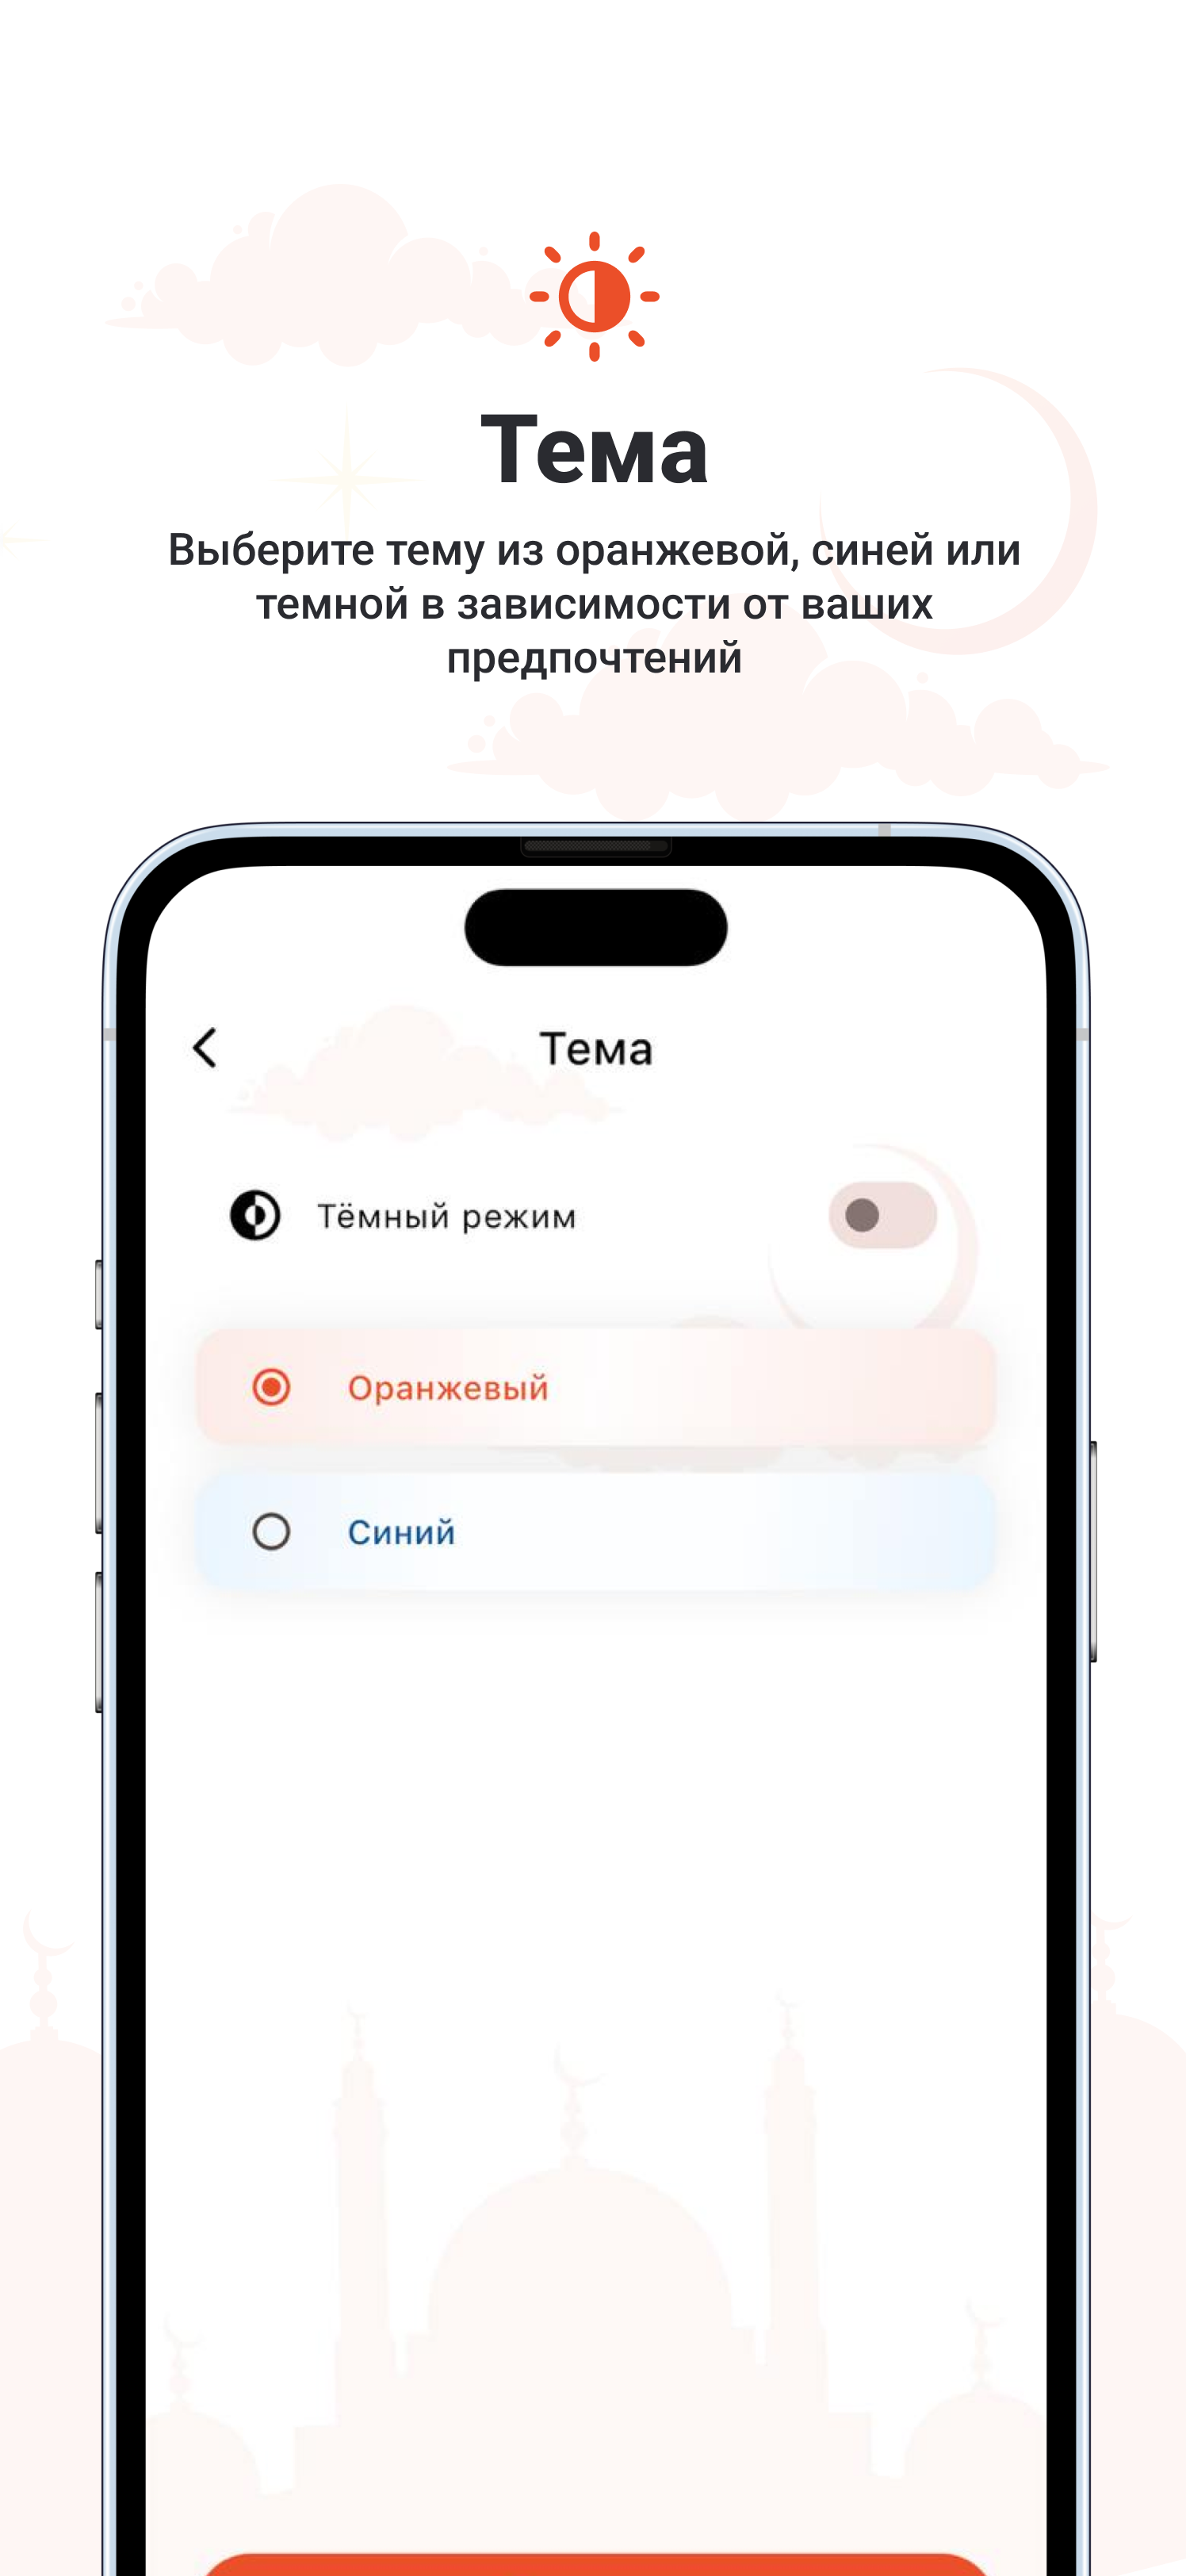 Тема
Выберите тему из оранжевой, синей или
темной в зависимости от ваших
предпочтений
Тема
Тёмный режим
Оранжевый
Синий